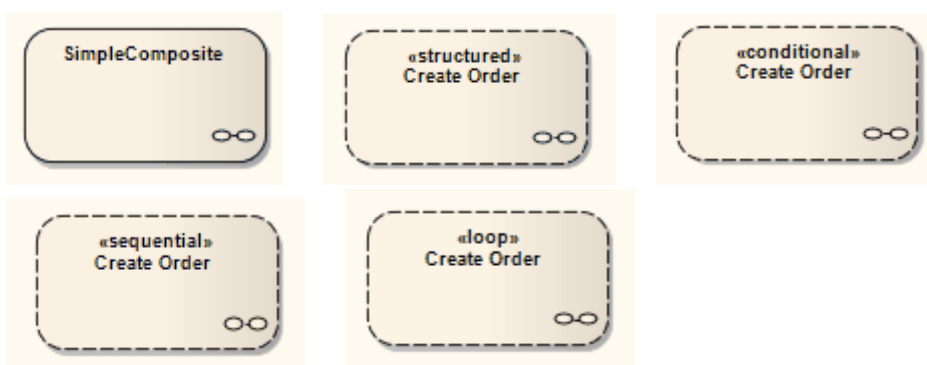 SimpleComposite
«structured»
Create Order
«conditional»
Create Order
«sequential»
Create Order
«loop»
Create Order